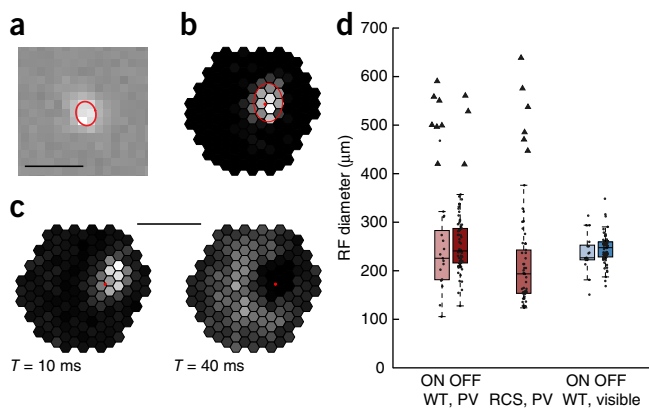 a
b
c
T = 10 ms
T = 40 ms
d
RF diameter (μm)
700
600
500
400
300
200
100
0
ON OFF
WT, PV
RCS, PV
ON OFF
WT, visible